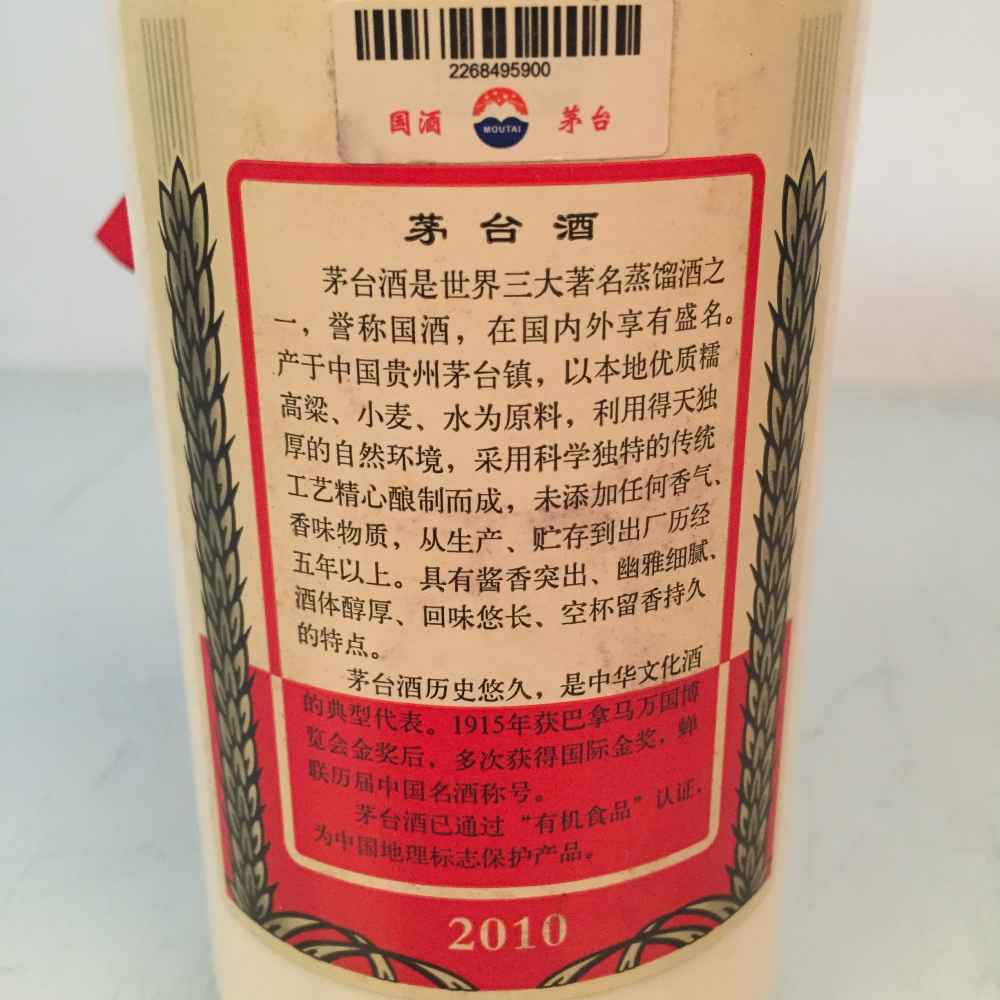 2268495900
国酒 MOUTAI 茅台
茅台酒
茅台酒是世界三大著名蒸馏酒之
一，誉称国酒，在国内外享有盛名。
产于中国贵州茅台镇，以本地优质糯
高粱、小麦、水为原料，利用得天独
厚的自然环境，采用科学独特的传统
工艺精心酿制而成，未添加任何香气、
香味物质，从生产、贮存到出厂历经
五年以上。具有酱香突出、幽雅细腻、
酒体醇厚、回味悠长、空杯留香持久
的特点。
茅台酒历史悠久，是中华文化酒
的典型代表。1915年获巴拿马万国博
览会金奖后，多次获得国际金奖，蝉
联历届中国名酒称号。
茅台酒已通过“有机食品”认证，
为中国地理标志保护产品。
2010